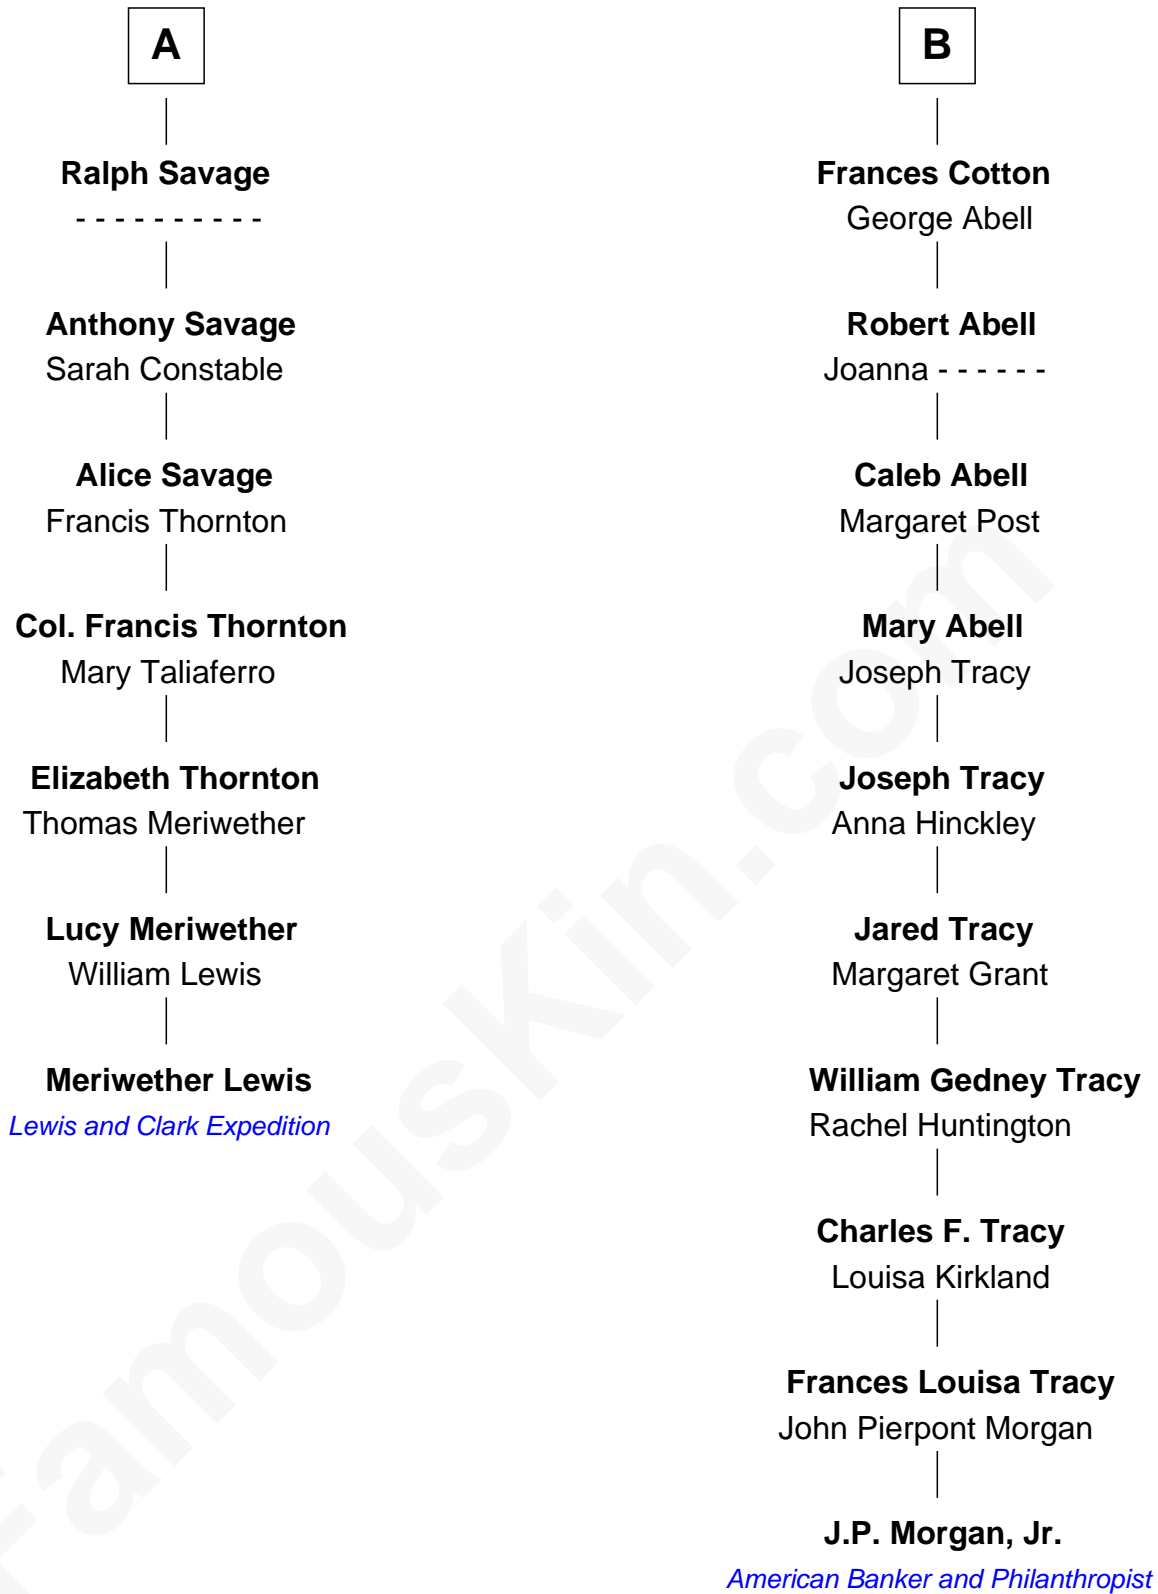 A
Ralph Savage
- - - - - - - - - -
Anthony Savage
Sarah Constable
Alice Savage
Francis Thornton
Col. Francis Thornton
Mary Taliaferro
Elizabeth Thornton
Thomas Meriwether
Lucy Meriwether
William Lewis
Meriwether Lewis
Lewis and Clark Expedition
B
Frances Cotton
George Abell
Robert Abell
Joanna - - - - - -
Caleb Abell
Margaret Post
Mary Abell
Joseph Tracy
Joseph Tracy
Anna Hinckley
Jared Tracy
Margaret Grant
William Gedney Tracy
Rachel Huntington
Charles F. Tracy
Louisa Kirkland
Frances Louisa Tracy
John Pierpont Morgan
J.P. Morgan, Jr.
American Banker and Philanthropist
FamousKin.com